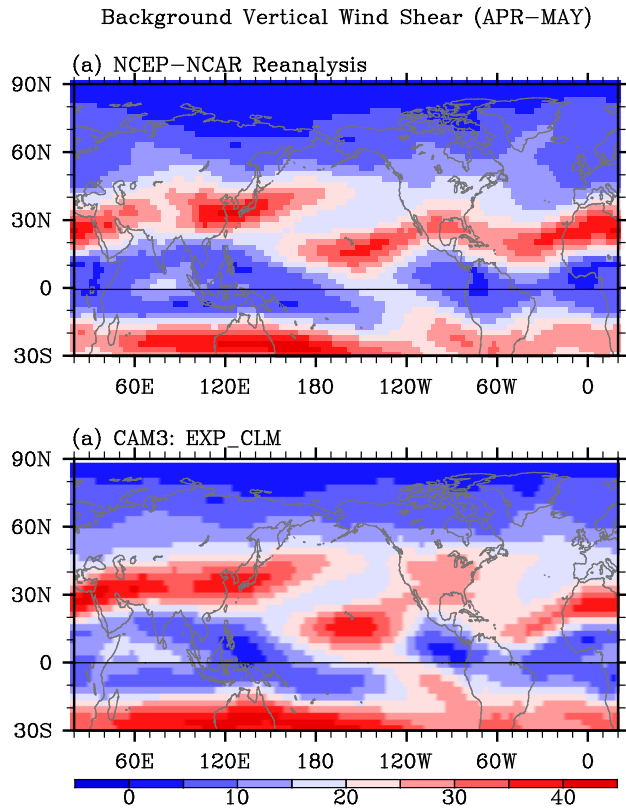 Background Vertical Wind Shear (APR-MAY)
(a) NCEP-NCAR Reanalysis
90N
60N
30N
0
30S
60E 120E 180 120W 60W 0
(a) CAM3: EXP_CLM
90N
60N
30N
0
30S
60E 120E 180 120W 60W 0
0 10 20 30 40